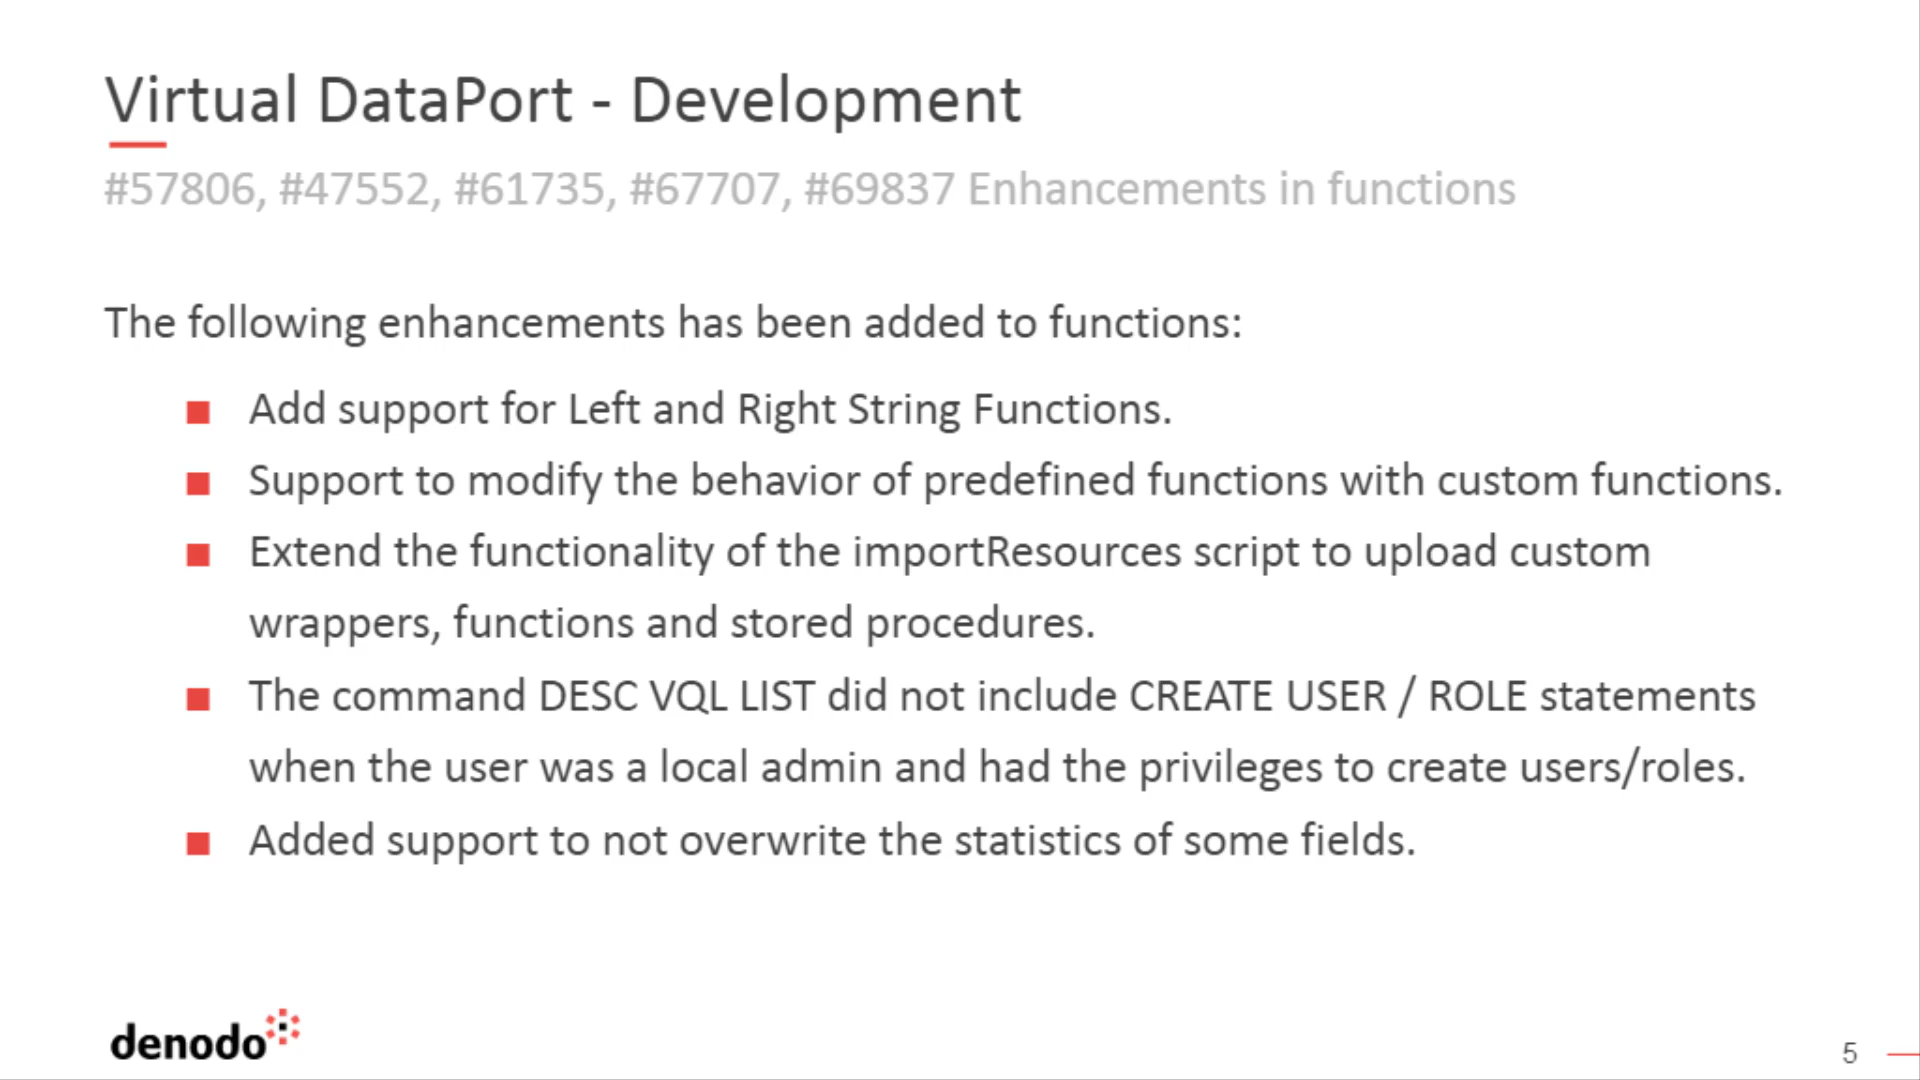 Virtual DataPort - Development
#57806, #47552, #61735, #67707, #69837 Enhancements in functions
The following enhancements has been added to functions:
Add support for Left and Right String Functions.
Support to modify the behavior of predefined functions with custom functions.
Extend the functionality of the importResources script to upload custom
wrappers, functions and stored procedures.
The command DESC VQL LIST did not include CREATE USER / ROLE statements
when the user was a local admin and had the privileges to create users/roles.
Added support to not overwrite the statistics of some fields.
denodo
5